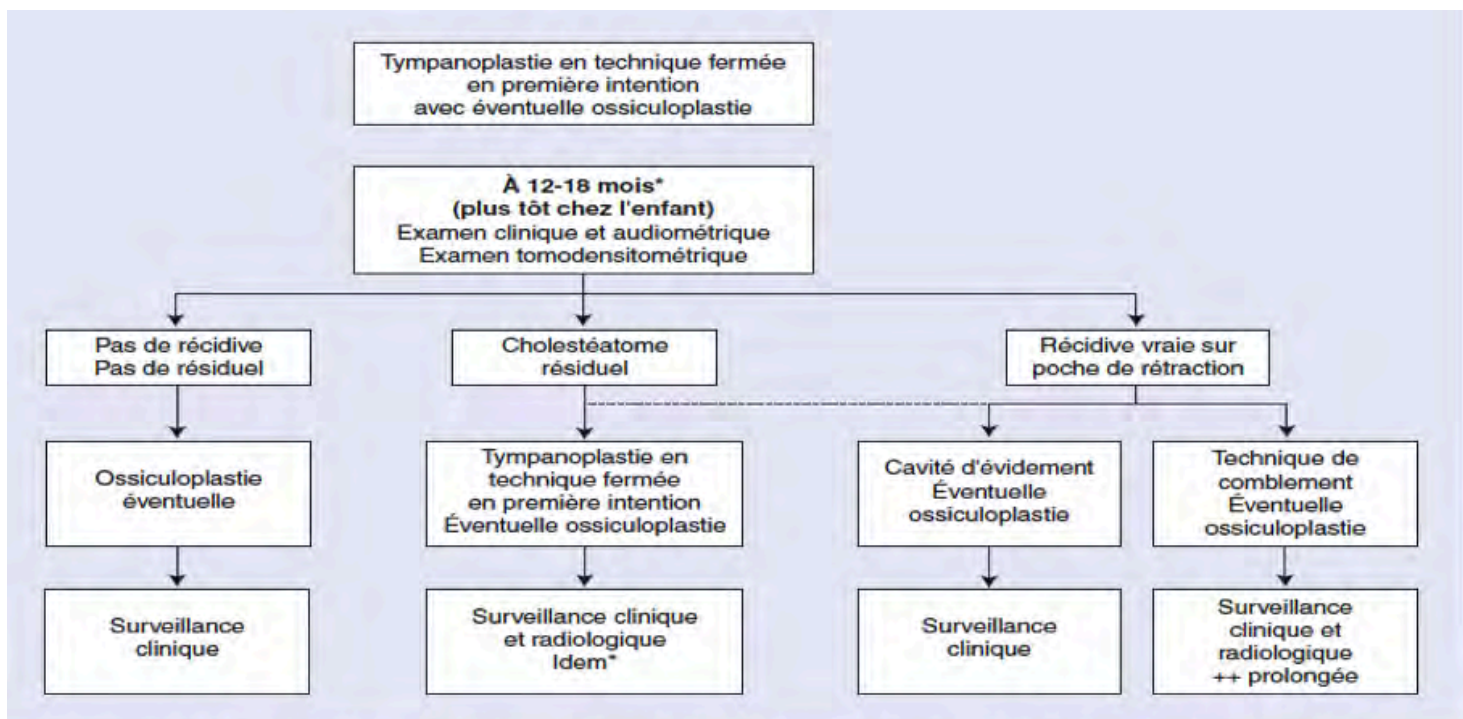 Tympanoplastie en technique fermée
en première intention
avec éventuelle ossiculoplastie
À 12-18 mois*
(plus tôt chez l'enfant)
Examen clinique et audiométrique
Examen tomodensitométrique
Pas de récidive
Pas de résiduel
Cholestéatome
résiduel
Récidive vraie sur
poche de rétraction
Ossiculoplastie
éventuelle
Tympanoplastie en
technique fermée
en première intention
Éventuelle ossiculoplastie
Cavité d'évidement
Éventuelle
ossiculoplastie
Technique de
comblement
Éventuelle
ossiculoplastie
Surveillance
clinique
Surveillance clinique
et radiologique
Idem*
Surveillance
clinique
Surveillance
clinique et
radiologique
++ prolongée